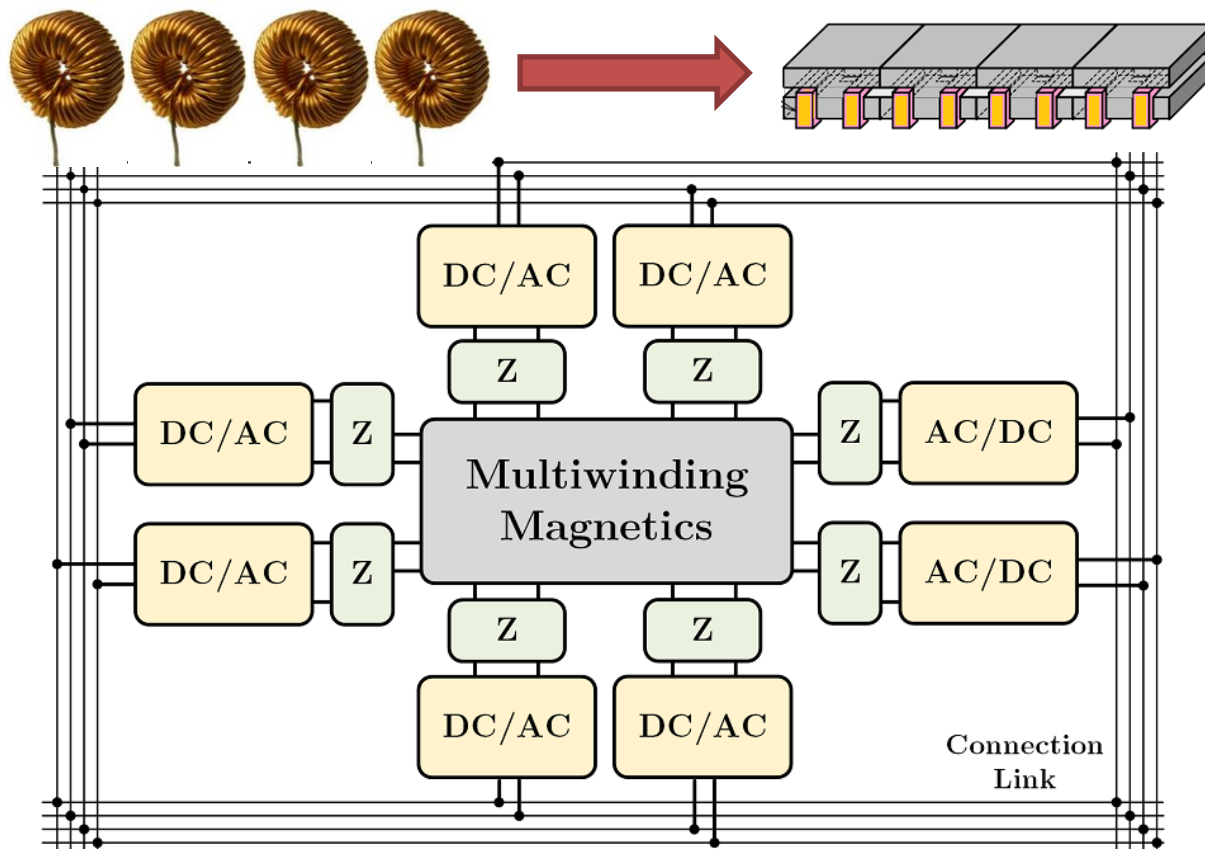 DC/AC
DC/AC
Z
Z
DC/AC
Z
Z
AC/DC
Multiwinding
Magnetics
DC/AC
Z
Z
AC/DC
Z
Z
DC/AC
DC/AC
Connection
Link